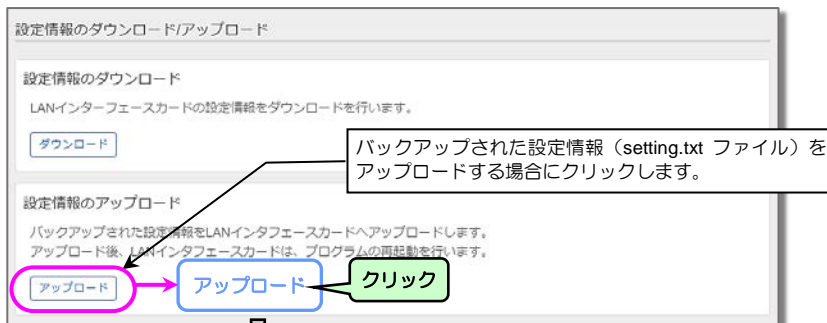 設定情報のダウンロード/アップロード
設定情報のダウンロード
LANインターフェースカードの設定情報をダウンロードを行います。
ダウンロード
バックアップされた設定情報（setting.txt ファイル）を
アップロードする場合にクリックします。
設定情報のアップロード
バックアップされた設定情報をLANインタフェースカードへアップロードします。
アップロード後、LANインタフェースカードは、プログラムの再起動を行います。
アップロード
アップロード
クリック